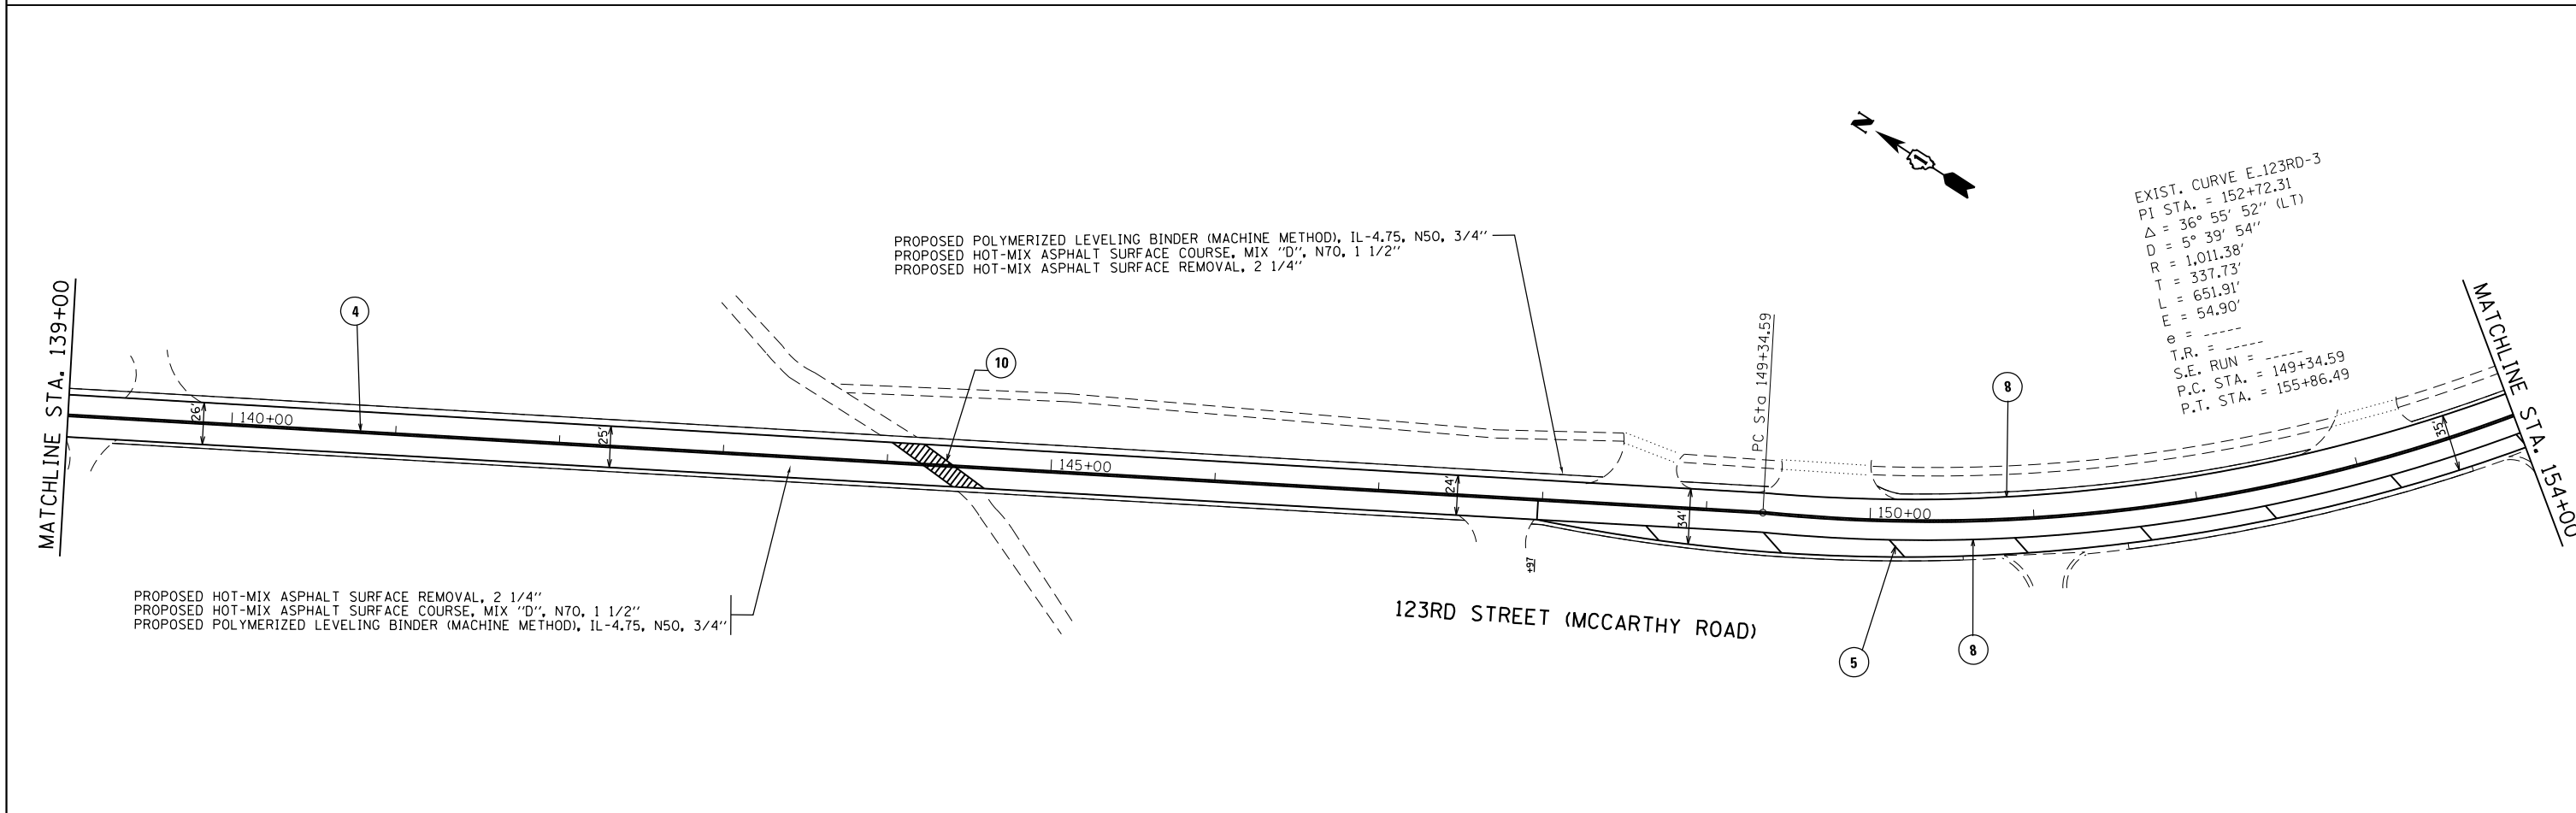 MATCHLINE STA. 139+00
4
26'
140+00
25'
10
PROPOSED POLYMERIZED LEVELING BINDER (MACHINE METHOD), IL-4.75, N50, 3/4"
PROPOSED HOT-MIX ASPHALT SURFACE COURSE, MIX "D", N70, 1 1/2"
PROPOSED HOT-MIX ASPHALT SURFACE REMOVAL, 2 1/4"
PROPOSED HOT-MIX ASPHALT SURFACE REMOVAL, 2 1/4"
PROPOSED HOT-MIX ASPHALT SURFACE COURSE, MIX "D", N70, 1 1/2"
PROPOSED POLYMERIZED LEVELING BINDER (MACHINE METHOD), IL-4.75, N50, 3/4"
145+00
24'
+97
34'
PC Sta 149+34.59
123RD STREET (MCCARTHY ROAD)
N
1
8
150+00
5
8
EXIST. CURVE E_123RD-3
PI STA. = 152+72.31
Δ = 36° 55' 52" (LT)
D = 5° 39' 54"
R = 1,011.38'
T = 337.73'
L = 651.91'
E = 54.90'
e = -----
T.R. = -----
S.E. RUN = -----
P.C. STA. = 149+34.59
P.T. STA. = 155+86.49
35'
MATCHLINE STA. 154+00